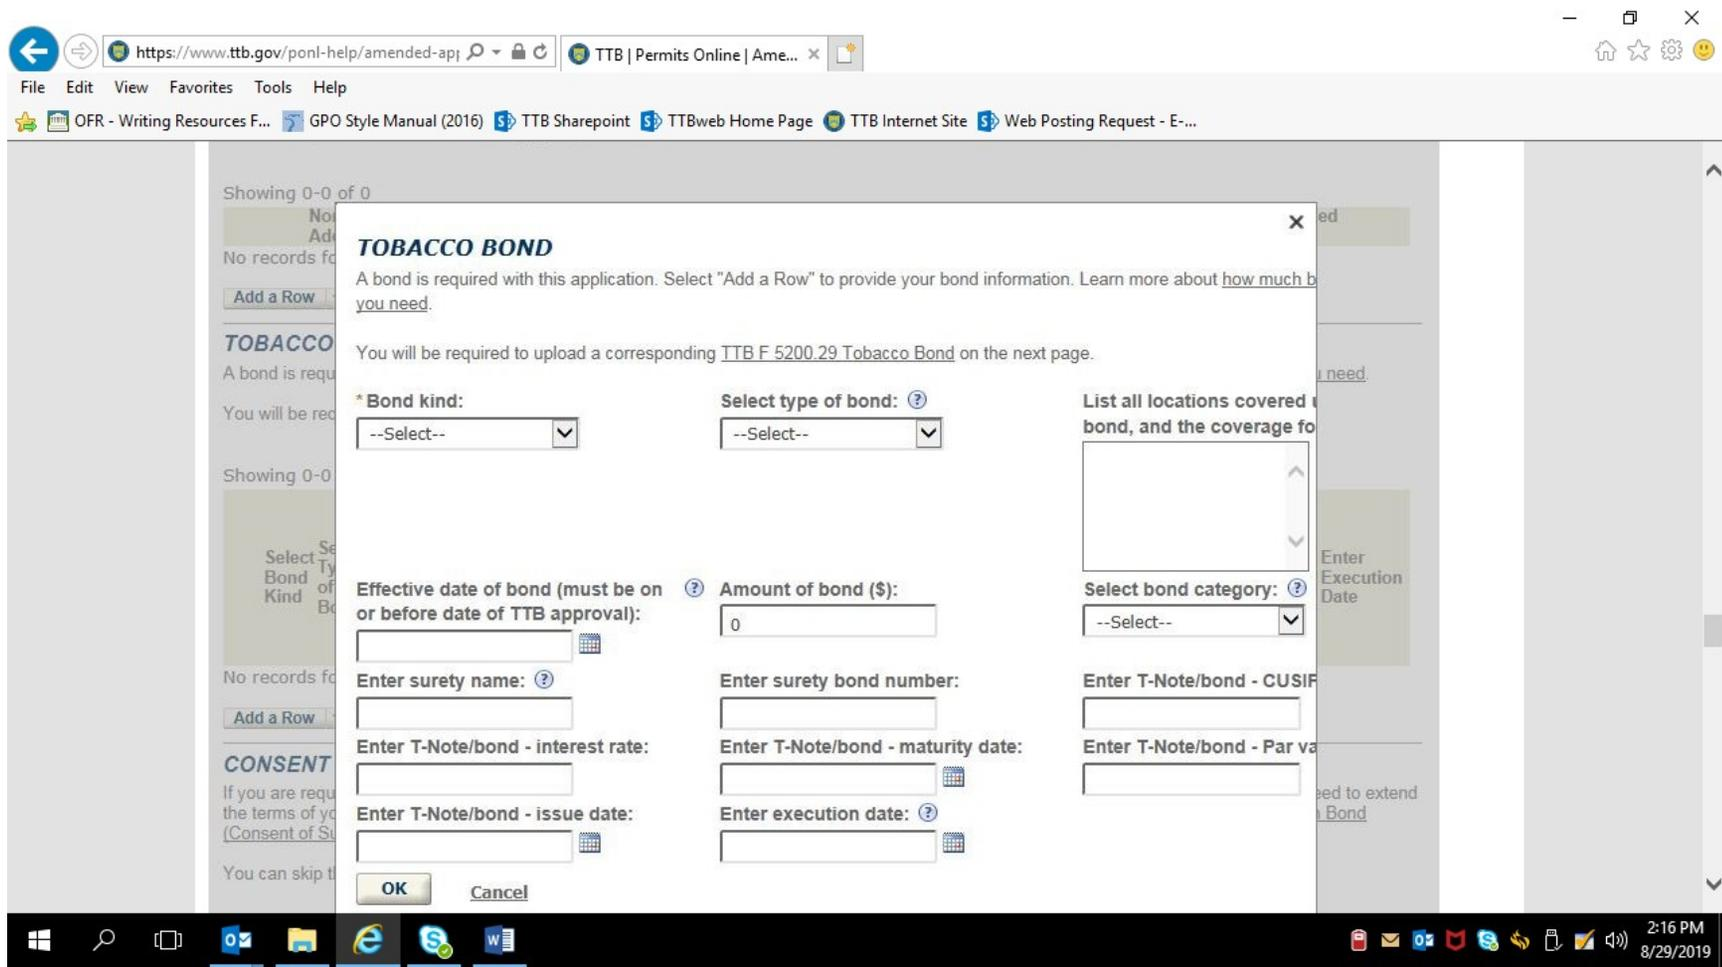 https://www.ttb.gov/ponl-help/amended-app
TTB | Permits Online | Ame...
File Edit View Favorites Tools Help
OFR - Writing Resources F... GPO Style Manual (2016) TTB Sharepoint TTBweb Home Page TTB Internet Site Web Posting Request - E-...
Showing 0-0 of 0
No records fo
Add a Row
TOBACCO
A bond is requ
You will be rec
u need.
Showing 0-0
Select Bond Kind
Enter Execution Date
No records fo
Add a Row
CONSENT
If you are requ
eed to extend
the terms of yo
n Bond
(Consent of Su
You can skip th
TOBACCO BOND
A bond is required with this application. Select "Add a Row" to provide your bond information. Learn more about how much b
you need.
You will be required to upload a corresponding TTB F 5200.29 Tobacco Bond on the next page.
*Bond kind:
--Select--
Select type of bond:
--Select--
List all locations covered u
bond, and the coverage fo
Effective date of bond (must be on
or before date of TTB approval):
Amount of bond ($):
0
Select bond category:
--Select--
Enter surety name:
Enter surety bond number:
Enter T-Note/bond - CUSIP
Enter T-Note/bond - interest rate:
Enter T-Note/bond - maturity date:
Enter T-Note/bond - Par va
Enter T-Note/bond - issue date:
Enter execution date:
OK
Cancel
2:16 PM
8/29/2019